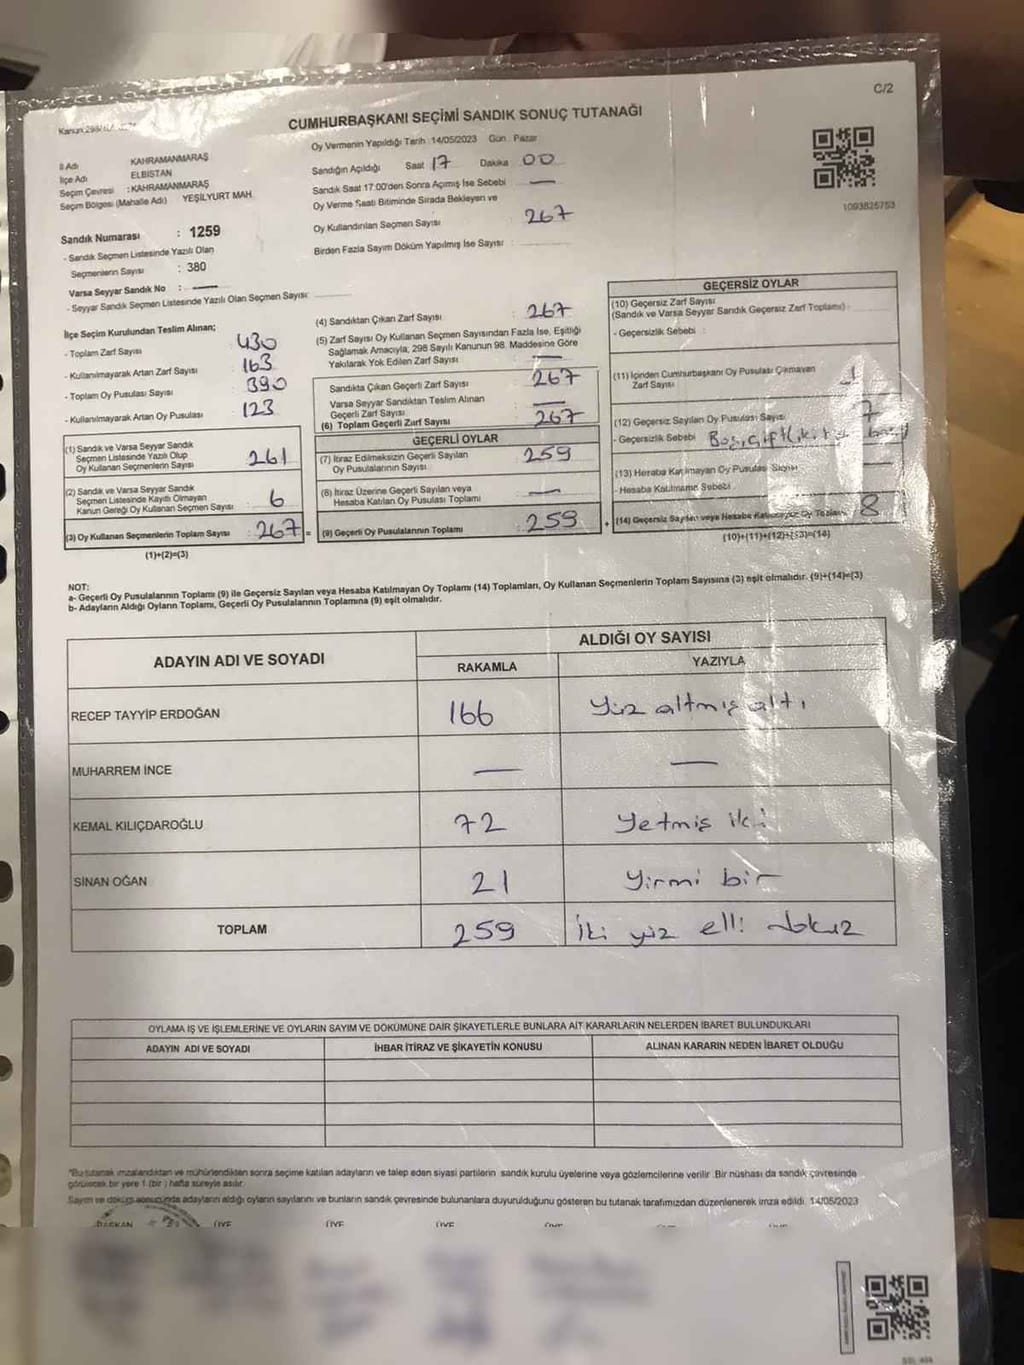 C/2
CUMHURBAŞKANI SEÇİMİ SANDIK SONUÇ TUTANAĞI
İl Adı KAHRAMANMARAŞ
İlçe Adı ELBİSTAN
Seçim Çevresi :KAHRAMANMARAŞ
Seçim Bölgesi (Mahalle Adı) YEŞİLYURT MAH.
Sandık Numarası : 1259
- Sandık Seçmen Listesinde Yazılı Olan
Seçmenlerin Sayısı : 380
Varsa Seyyar Sandık No : —
- Seyyar Sandık Seçmen Listesinde Yazılı Olan Seçmen Sayısı:
Oy Vermenin Yapıldığı Tarih : 14/05/2023 Gün : Pazar
Sandığın Açıldığı Saat 17 Dakika 00
Sandık Saat 17:00'den Sonra Açımış İse Sebebi —
Oy Verme Saati Bitiminde Sırada Bekleyen ve
Oy Kullandırılan Seçmen Sayısı 267
Birden Fazla Sayım Döküm Yapılmış İse Sayısı :
1093825753
İlçe Seçim Kurulundan Teslim Alınan;
- Toplam Zarf Sayısı 430
- Kullanılmayarak Artan Zarf Sayısı 163
- Toplam Oy Pusulası Sayısı 390
- Kullanılmayarak Artan Oy Pusulası 123
(1) Sandık ve Varsa Seyyar Sandık
Seçmen Listesinde Yazılı Olup
Oy Kullanan Seçmenlerin Sayısı 261
(2) Sandık ve Varsa Seyyar Sandık
Seçmen Listesinde Kayıtlı Olmayan
Kanun Gereği Oy Kullanan Seçmen Sayısı 6
(3) Oy Kullanan Seçmenlerin Toplam Sayısı : 267 =
(1)+(2)=(3)
(4) Sandıktan Çıkan Zarf Sayısı : 267
(5) Zarf Sayısı Oy Kullanan Seçmen Sayısından Fazla İse, Eşitliği
Sağlamak Amacıyla, 298 Sayılı Kanunun 98. Maddesine Göre
Yakılarak Yok Edilen Zarf Sayısı —
Sandıkta Çıkan Geçerli Zarf Sayısı 267
Varsa Seyyar Sandıktan Teslim Alınan
Geçerli Zarf Sayısı —
(6) Toplam Geçerli Zarf Sayısı 267
GEÇERLİ OYLAR
(7) İtiraz Edilmeksizin Geçerli Sayılan
Oy Pusulalarının Sayısı 259
(8) İtiraz Üzerine Geçerli Sayılan veya
Hesaba Katılan Oy Pusulası Toplamı —
(9) Geçerli Oy Pusulalarının Toplamı : 259 +
GEÇERSİZ OYLAR
(10) Geçersiz Zarf Sayısı
(Sandık ve Varsa Seyyar Sandık Geçersiz Zarf Toplamı)
- Geçersizlik Sebebi :
(11) İçinden Cumhurbaşkanı Oy Pusulası Çıkmayan
Zarf Sayısı 1
(12) Geçersiz Sayılan Oy Pusulası Sayısı 7
- Geçersizlik Sebebi
(13) Hesaba Katılmayan Oy Pusulası Sayısı —
- Hesaba Katılmama Sebebi
(14) Geçersiz Sayılan veya Hesaba Katılmayan Oy Toplamı 8
(10)+(11)+(12)+(13)=(14)
NOT:
a- Geçerli Oy Pusulalarının Toplamı (9) ile Geçersiz Sayılan veya Hesaba Katılmayan Oy Toplamı (14) Toplamları, Oy Kullanan Seçmenlerin Toplam Sayısına (3) eşit olmalıdır. (9)+(14)=(3)
b- Adayların Aldığı Oyların Toplamı, Geçerli Oy Pusulalarının Toplamına (9) eşit olmalıdır.
ADAYIN ADI VE SOYADI
ALDIĞI OY SAYISI
RAKAMLA YAZIYLA
RECEP TAYYİP ERDOĞAN 166 Yüz altmış altı
MUHARREM İNCE — —
KEMAL KILIÇDAROĞLU 72 Yetmiş iki
SİNAN OĞAN 21 Yirmi bir
TOPLAM 259 İki yüz elli dokuz
OYLAMA İŞ VE İŞLEMLERİNE VE OYLARIN SAYIM VE DÖKÜMÜNE DAİR ŞİKAYETLERLE BUNLARA AİT KARARLARIN NELERDEN İBARET BULUNDUKLARI
ADAYIN ADI VE SOYADI İHBAR İTİRAZ VE ŞİKAYETİN KONUSU ALINAN KARARIN NEDEN İBARET OLDUĞU
*Bu tutanak imzalandıktan ve mühürlendikten sonra seçime katılan adayların ve talep eden siyasi partilerin sandık kurulu üyelerine veya gözlemcilerine verilir. Bir nüshası da sandık çevresinde
görülecek bir yere 1 (bir) hafta süreyle asılır.
Sayım ve döküm sonucunda adayların aldığı oyların sayılarını ve bunların sandık çevresinde bulunanlara duyurulduğunu gösteren bu tutanak tarafımızdan düzenlenerek imza edildi. 14/05/2023
BAŞKAN ÜYE ÜYE ÜYE